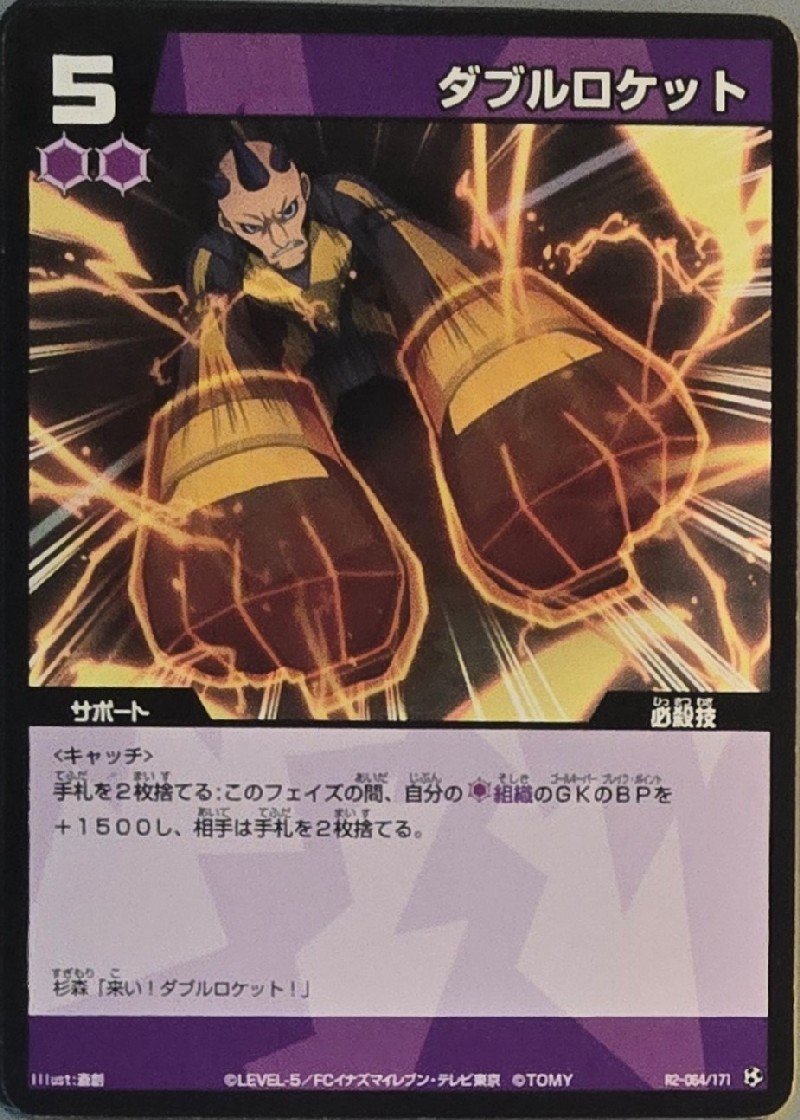 5
ダブルロケット
サポート
必殺技
<キャッチ>
手札を2枚捨てる:このフェイズの間、自分の組織のGKのBPを
+1500し、相手は手札を2枚捨てる。
杉森「来い!ダブルロケット!」
Illust:
©LEVEL-5/FCイナズマイレブン・テレビ東京 ©TOMY
R2-064/171